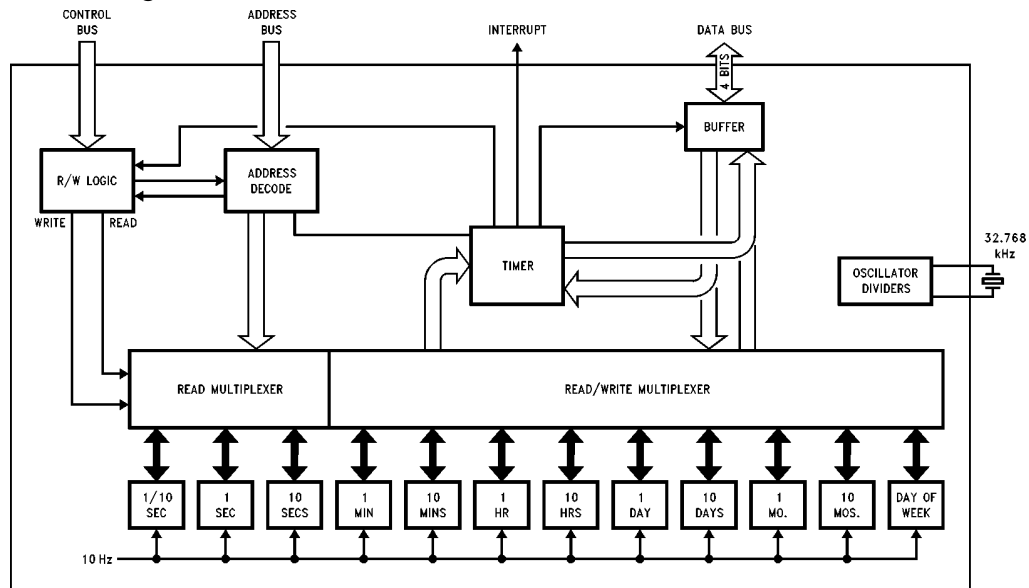 CONTROL
BUS
ADDRESS
BUS
INTERRUPT
DATA BUS
4 BITS
BUFFER
R/W LOGIC
ADDRESS
DECODE
WRITE
READ
TIMER
32.768
kHz
OSCILLATOR
DIVIDERS
READ MULTIPLEXER
READ/WRITE MULTIPLEXER
1/10
SEC
1
SEC
10
SECS
1
MIN
10
MINS
1
HR
10
HRS
1
DAY
10
DAYS
1
MO.
10
MOS.
DAY OF
WEEK
10 Hz